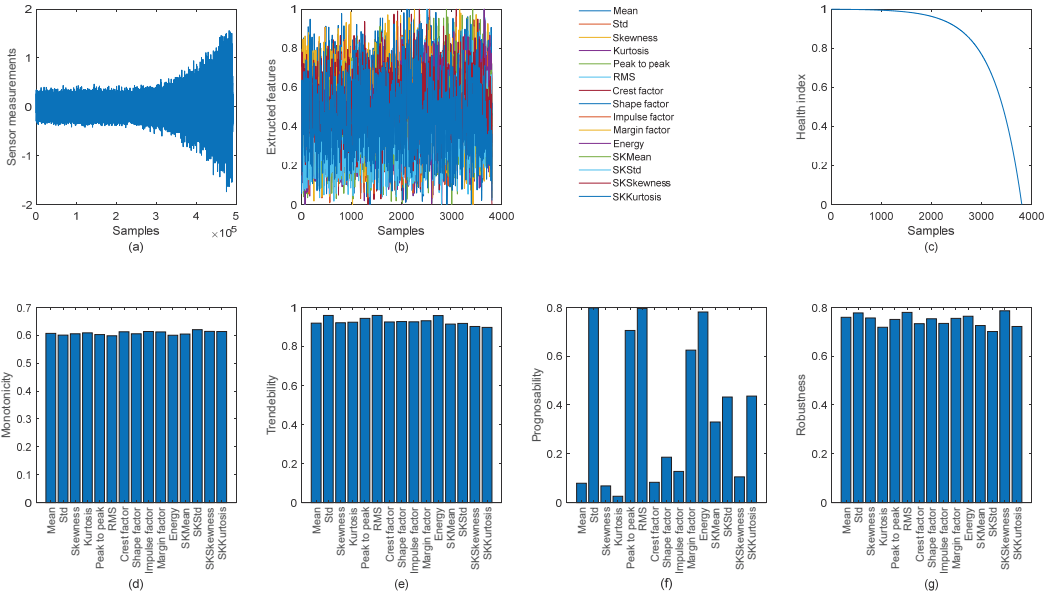 Sensor measurements
2
1
0
-1
-2
0 1 2 3 4 5
×10⁵
Samples
(a)
Extructed features
1
0.8
0.6
0.4
0.2
0
0 1000 2000 3000 4000
Samples
(b)
Mean
Std
Skewness
Kurtosis
Peak to peak
RMS
Crest factor
Shape factor
Impulse factor
Margin factor
Energy
SKMean
SKStd
SKSkewness
SKKurtosis
Health index
1
0.8
0.6
0.4
0.2
0
0 1000 2000 3000 4000
Samples
(c)
Monotonicity
0.7
0.6
0.5
0.4
0.3
0.2
0.1
0
Mean
Std
Skewness
Kurtosis
Peak to peak
RMS
Crest factor
Shape factor
Impulse factor
Margin factor
Energy
SKMean
SKStd
SKSkewness
SKKurtosis
(d)
Trendebility
1
0.8
0.6
0.4
0.2
0
Mean
Std
Skewness
Kurtosis
Peak to peak
RMS
Crest factor
Shape factor
Impulse factor
Margin factor
Energy
SKMean
SKStd
SKSkewness
SKKurtosis
(e)
Prognosability
0.8
0.6
0.4
0.2
0
Mean
Std
Skewness
Kurtosis
Peak to peak
RMS
Crest factor
Shape factor
Impulse factor
Margin factor
Energy
SKMean
SKStd
SKSkewness
SKKurtosis
(f)
Robustness
0.8
0.6
0.4
0.2
0
Mean
Std
Skewness
Kurtosis
Peak to peak
RMS
Crest factor
Shape factor
Impulse factor
Margin factor
Energy
SKMean
SKStd
SKSkewness
SKKurtosis
(g)